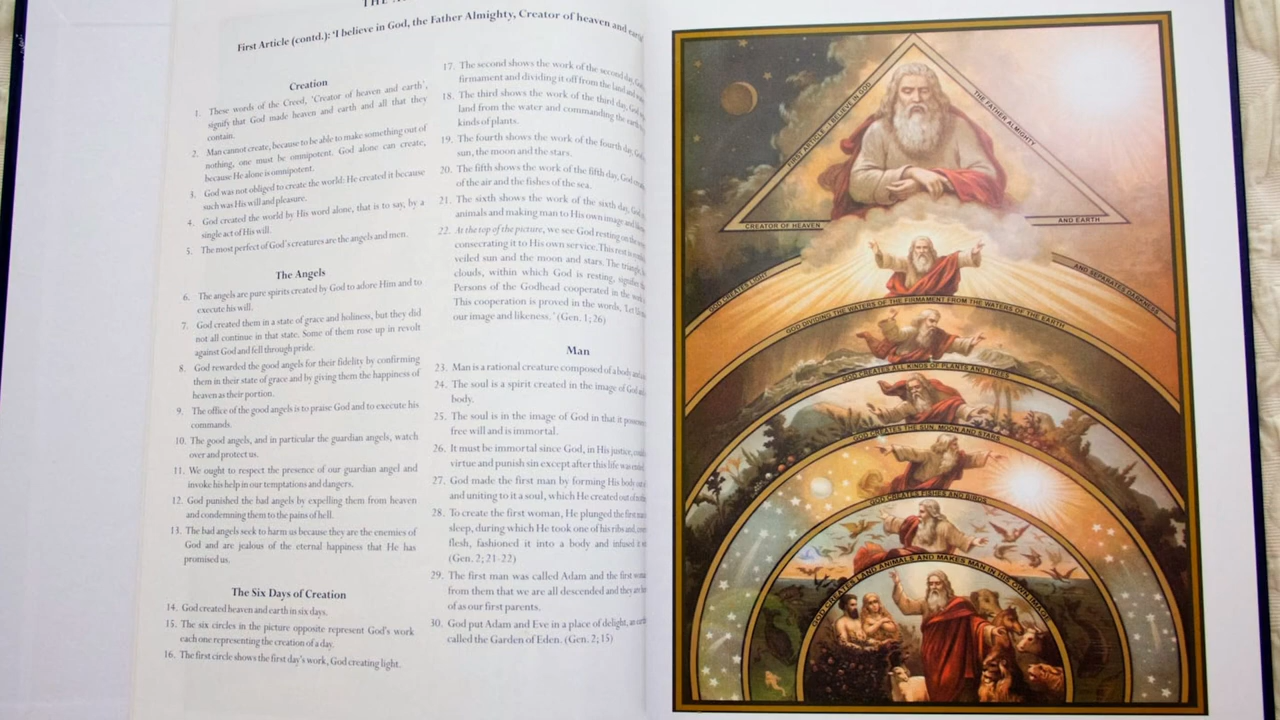 First Article (contd.): 'I believe in God, the Father Almighty, Creator of heaven and earth
Creation
1. These words of the Creed, 'Creator of heaven and earth',
signify that God made heaven and earth and all that they
contain.
2. Man cannot create, because to be able to make something out of
nothing, one must be omnipotent. God alone can create,
because He alone is omnipotent.
3. God was not obliged to create the world: He created it because
such was His will and pleasure.
4. God created the world by His word alone, that is to say, by a
single act of His will.
5. The most perfect of God's creatures are the angels and men.
The Angels
6. The angels are pure spirits created by God to adore Him and to
execute his will.
7. God created them in a state of grace and holiness, but they did
not all continue in that state. Some of them rose up in revolt
against God and fell through pride.
8. God rewarded the good angels for their fidelity by confirming
them in their state of grace and by giving them the happiness of
heaven as their portion.
9. The office of the good angels is to praise God and to execute his
commands.
10. The good angels, and in particular the guardian angels, watch
over and protect us.
11. We ought to respect the presence of our guardian angel and
invoke his help in our temptations and dangers.
12. God punished the bad angels by expelling them from heaven
and condemning them to the pains of hell.
13. The bad angels seek to harm us because they are the enemies of
God and are jealous of the eternal happiness that He has
promised us.
The Six Days of Creation
14. God created heaven and earth in six days.
15. The six circles in the picture opposite represent God's work
each one representing the creation of a day.
16. The first circle shows the first day's work, God creating light.
17. The second shows the work of the second day, God
firmament and dividing it off from the land and
18. The third shows the work of the third day, God
land from the water and commanding the earth
kinds of plants.
19. The fourth shows the work of the fourth day, God
sun, the moon and the stars.
20. The fifth shows the work of the fifth day, God
of the air and the fishes of the sea.
21. The sixth shows the work of the sixth day, God
animals and making man to His own image and
22. At the top of the picture, we see God resting on the
consecrating it to His own service. This rest is
veiled sun and the moon and stars. The triangle,
clouds, within which God is resting,
Persons of the Godhead cooperated in the
This cooperation is proved in the words, 'Let
our image and likeness.' (Gen. 1; 26)
Man
23. Man is a rational creature composed of a body and
24. The soul is a spirit created in the image of God
body.
25. The soul is in the image of God in that it
free will and is immortal.
26. It must be immortal since God, in His justice,
virtue and punish sin except after this life was
27. God made the first man by forming His body
and uniting to it a soul, which He created out of
28. To create the first woman, He plunged the first
sleep, during which He took one of his ribs and,
flesh, fashioned it into a body and infused it
(Gen. 2; 21-22)
29. The first man was called Adam and the first
from them that we are all descended and they are
of as our first parents.
30. God put Adam and Eve in a place of delight,
called the Garden of Eden. (Gen. 2; 15)
FIRST ARTICLE - I BELIEVE IN GOD
THE FATHER ALMIGHTY
CREATOR OF HEAVEN
AND EARTH
GOD CREATES LIGHT
AND SEPARATES DARKNESS
GOD DIVIDING THE WATERS OF THE FIRMAMENT FROM THE WATERS OF THE EARTH
GOD CREATES ALL KINDS OF PLANTS AND TREES
GOD CREATES THE SUN, MOON AND STARS
GOD CREATES FISHES AND BIRDS
GOD CREATES LAND ANIMALS AND MAKES MAN IN HIS OWN IMAGE